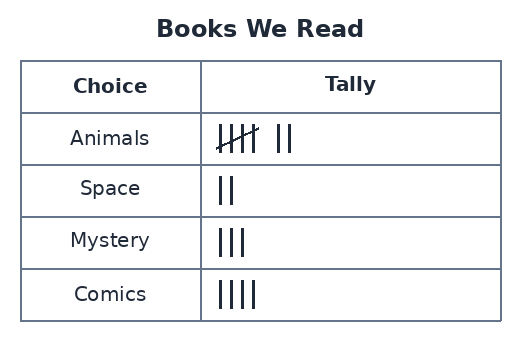 Books We Read
Choice Tally
Animals
Space
Mystery
Comics